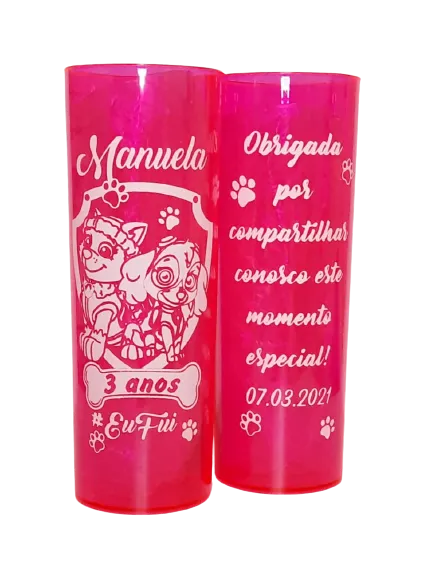 Manuela
3 anos
#EuFui
Obrigada
por
compartilhar
conosco este
momento
especial!
07.03.2021